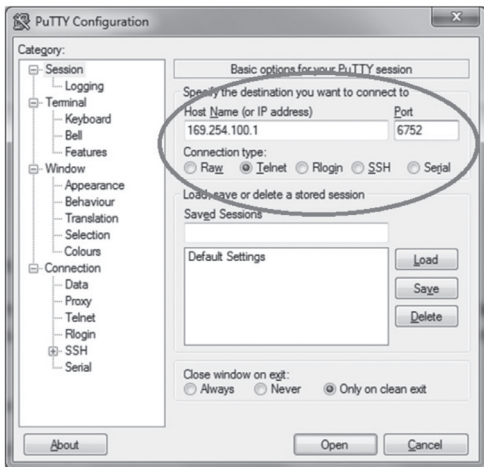 PuTTY Configuration
Category:
Session
Logging
Terminal
Keyboard
Bell
Features
Window
Appearance
Behaviour
Translation
Selection
Colours
Connection
Data
Proxy
Telnet
Rlogin
SSH
Serial
Basic options for your PuTTY session
Specify the destination you want to connect to
Host Name (or IP address) Port
169.254.100.1 6752
Connection type:
Raw Telnet Rlogin SSH Serial
Load, save or delete a stored session
Saved Sessions
Default Settings
Load
Save
Delete
Close window on exit:
Always Never Only on clean exit
About Open Cancel